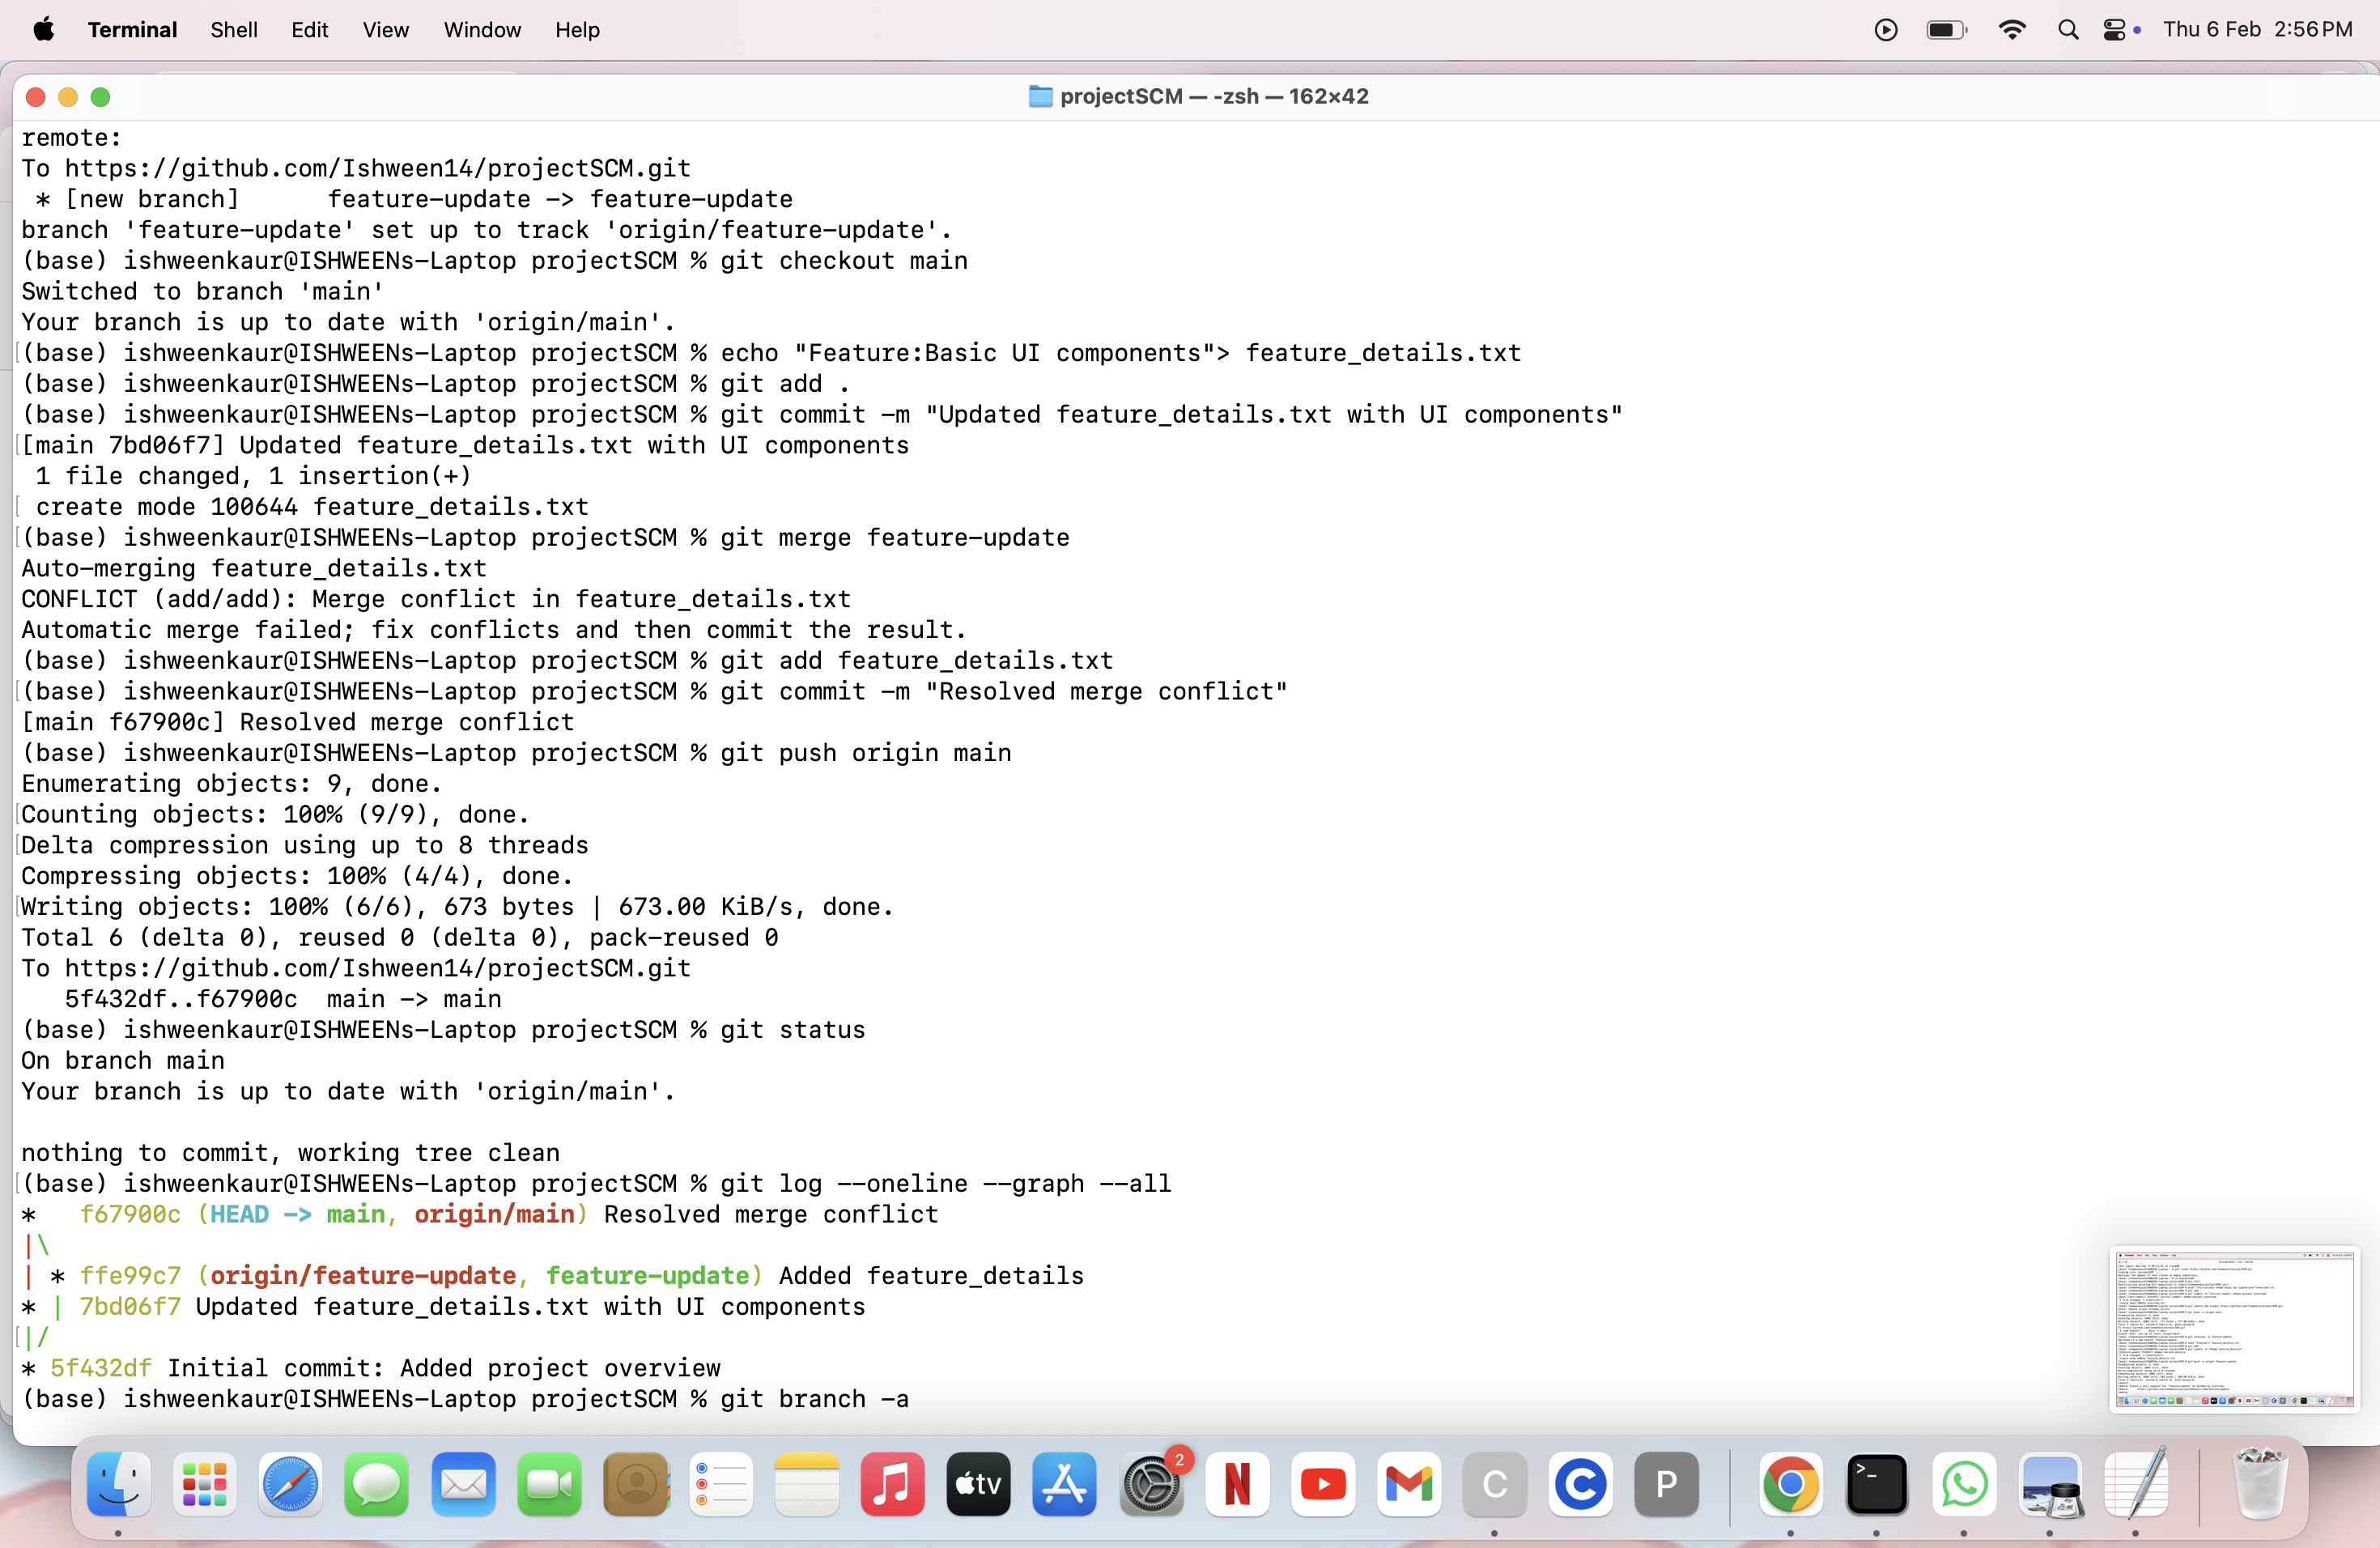 Terminal Shell Edit View Window Help Thu 6 Feb 2:56 PM
projectSCM — -zsh — 162×42
remote:
To https://github.com/Ishween14/projectSCM.git
 * [new branch]      feature-update -> feature-update
branch 'feature-update' set up to track 'origin/feature-update'.
(base) ishweenkaur@ISHWEENs-Laptop projectSCM % git checkout main
Switched to branch 'main'
Your branch is up to date with 'origin/main'.
(base) ishweenkaur@ISHWEENs-Laptop projectSCM % echo "Feature:Basic UI components"> feature_details.txt
(base) ishweenkaur@ISHWEENs-Laptop projectSCM % git add .
(base) ishweenkaur@ISHWEENs-Laptop projectSCM % git commit -m "Updated feature_details.txt with UI components"
[main 7bd06f7] Updated feature_details.txt with UI components
 1 file changed, 1 insertion(+)
 create mode 100644 feature_details.txt
(base) ishweenkaur@ISHWEENs-Laptop projectSCM % git merge feature-update
Auto-merging feature_details.txt
CONFLICT (add/add): Merge conflict in feature_details.txt
Automatic merge failed; fix conflicts and then commit the result.
(base) ishweenkaur@ISHWEENs-Laptop projectSCM % git add feature_details.txt
(base) ishweenkaur@ISHWEENs-Laptop projectSCM % git commit -m "Resolved merge conflict"
[main f67900c] Resolved merge conflict
(base) ishweenkaur@ISHWEENs-Laptop projectSCM % git push origin main
Enumerating objects: 9, done.
Counting objects: 100% (9/9), done.
Delta compression using up to 8 threads
Compressing objects: 100% (4/4), done.
Writing objects: 100% (6/6), 673 bytes | 673.00 KiB/s, done.
Total 6 (delta 0), reused 0 (delta 0), pack-reused 0
To https://github.com/Ishween14/projectSCM.git
   5f432df..f67900c  main -> main
(base) ishweenkaur@ISHWEENs-Laptop projectSCM % git status
On branch main
Your branch is up to date with 'origin/main'.
nothing to commit, working tree clean
(base) ishweenkaur@ISHWEENs-Laptop projectSCM % git log --oneline --graph --all
*   f67900c (HEAD -> main, origin/main) Resolved merge conflict
|\
| * ffe99c7 (origin/feature-update, feature-update) Added feature_details
* | 7bd06f7 Updated feature_details.txt with UI components
|/
* 5f432df Initial commit: Added project overview
(base) ishweenkaur@ISHWEENs-Laptop projectSCM % git branch -a
tv 2 N C C P >_